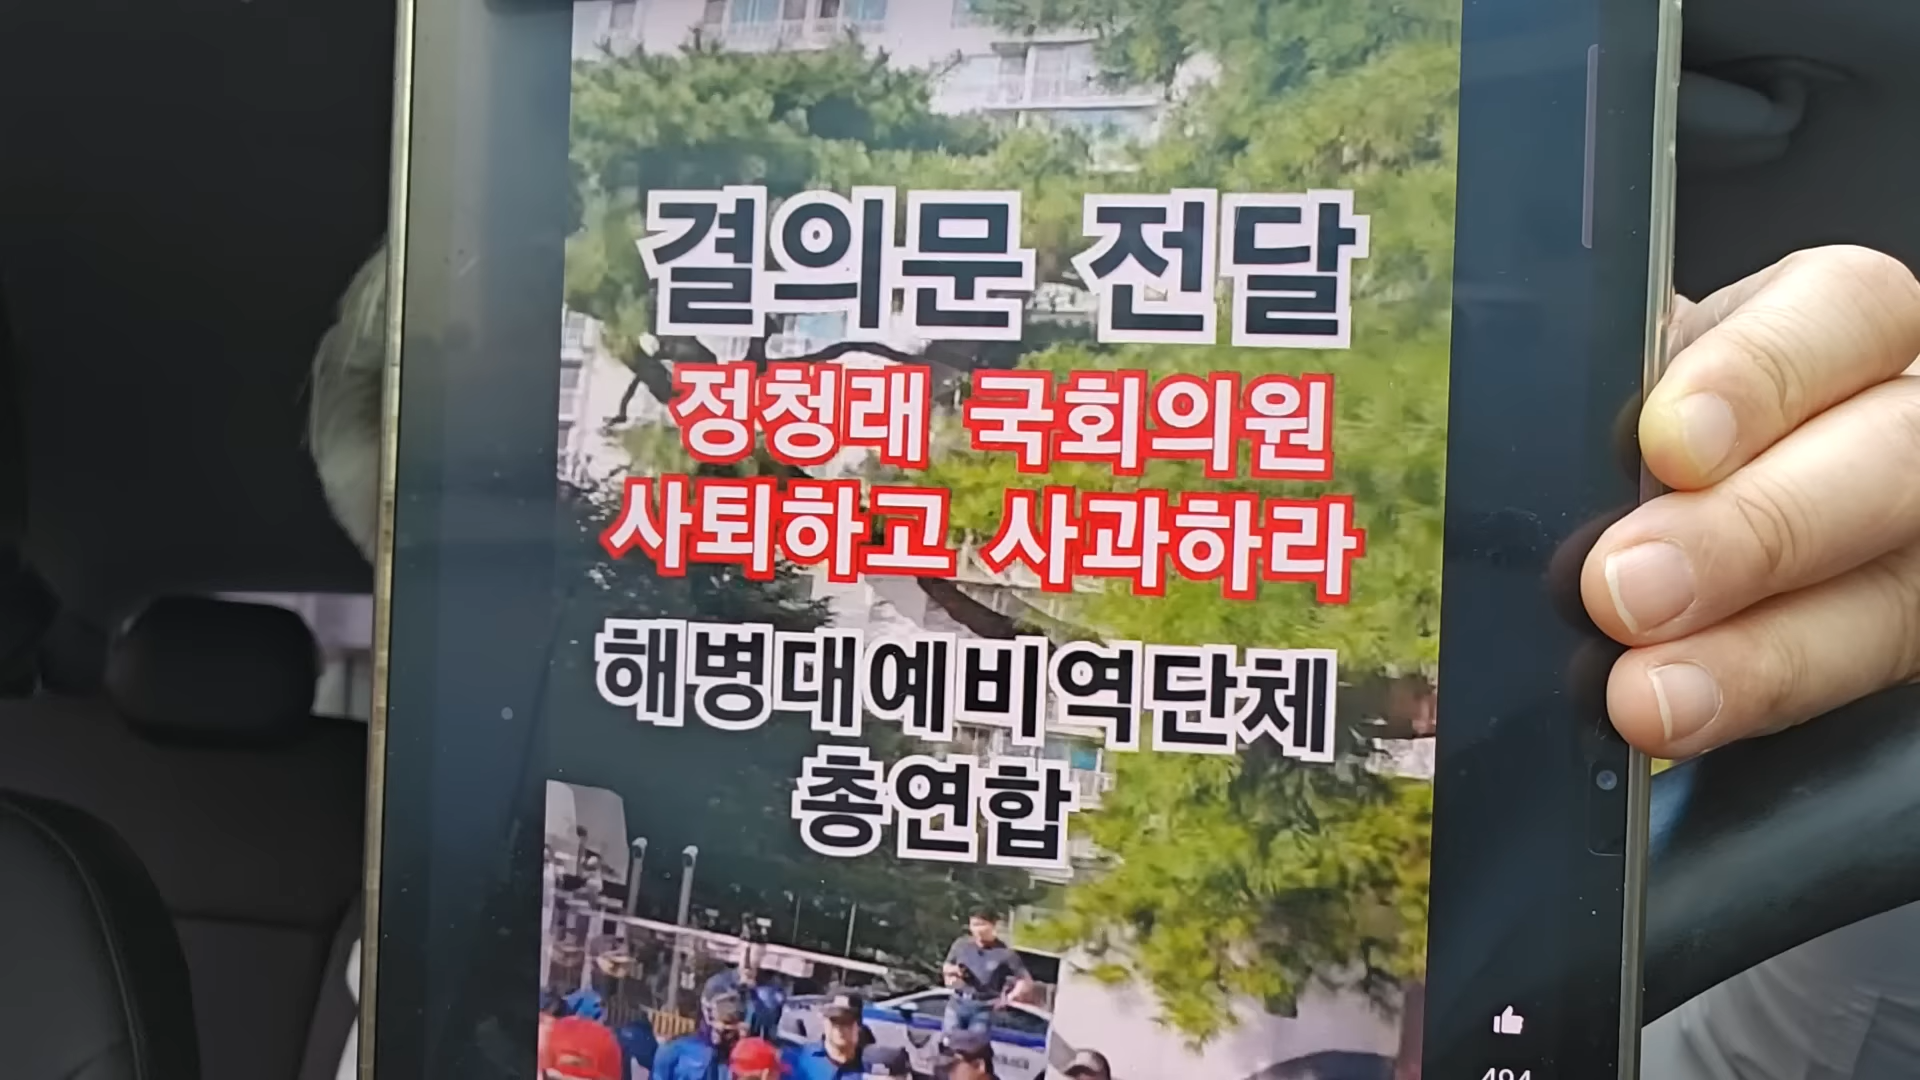 결의문 전달
정청래 국회의원
사퇴하고 사과하라
해병대예비역단체
총연합